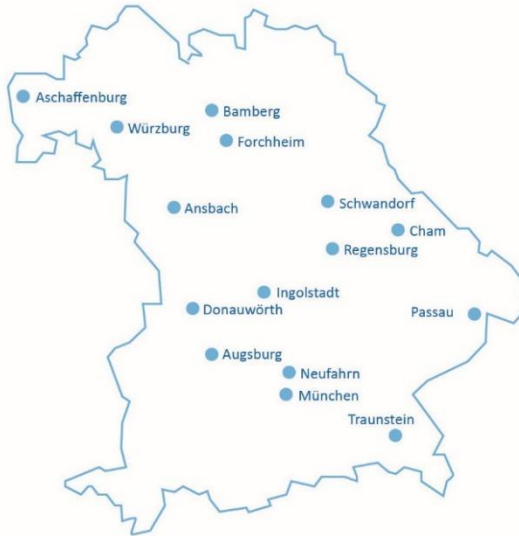 Aschaffenburg
Bamberg
Würzburg
Forchheim
Schwandorf
Ansbach
Cham
Regensburg
Ingolstadt
Donauwörth
Passau
Augsburg
Neufahrn
München
Traunstein